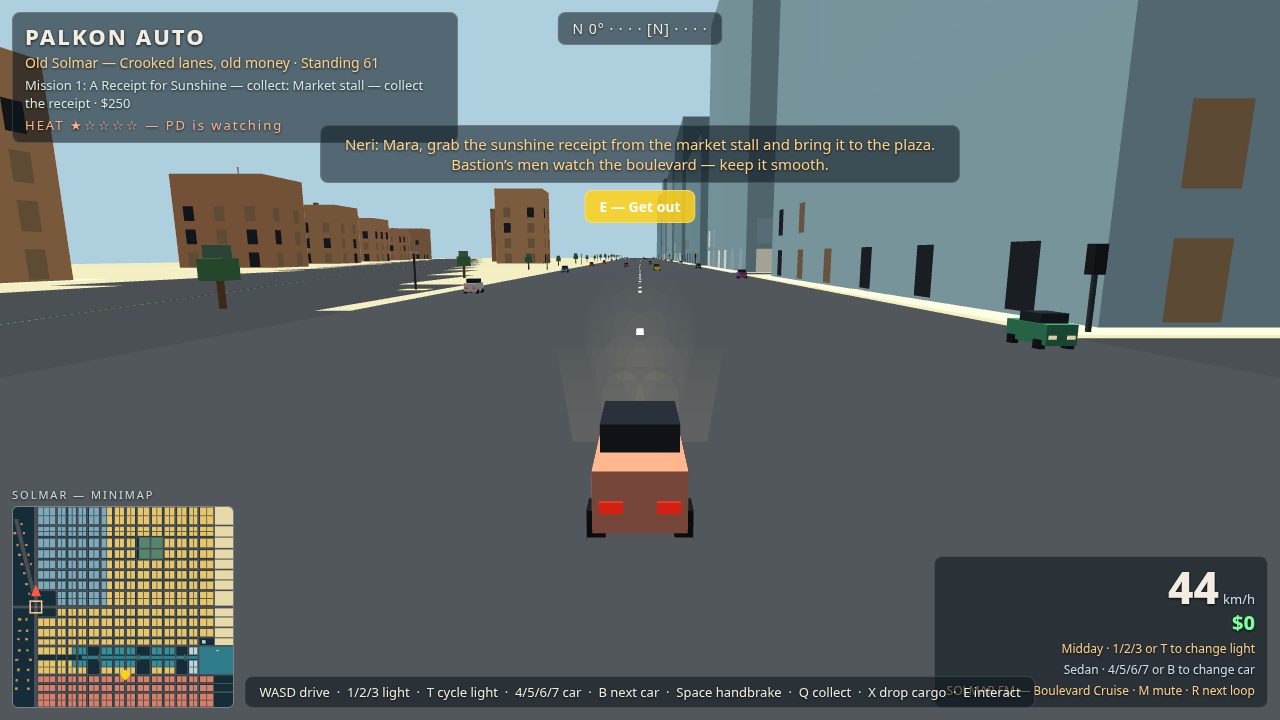 PALKON AUTO
Old Solmar — Crooked lanes, old money · Standing 61
Mission 1: A Receipt for Sunshine — collect: Market stall — collect
the receipt · $250
HEAT ★☆☆☆☆ — PD is watching
N 0° · · · · [N] · · · ·
Neri: Mara, grab the sunshine receipt from the market stall and bring it to the plaza.
Bastion's men watch the boulevard — keep it smooth.
E — Get out
SOLMAR — MINIMAP
44 km/h
$0
Midday · 1/2/3 or T to change light
Sedan · 4/5/6/7 or B to change car
Boulevard Cruise · M mute · R next loop
WASD drive · 1/2/3 light · T cycle light · 4/5/6/7 car · B next car · Space handbrake · Q collect · X drop cargo · E interact